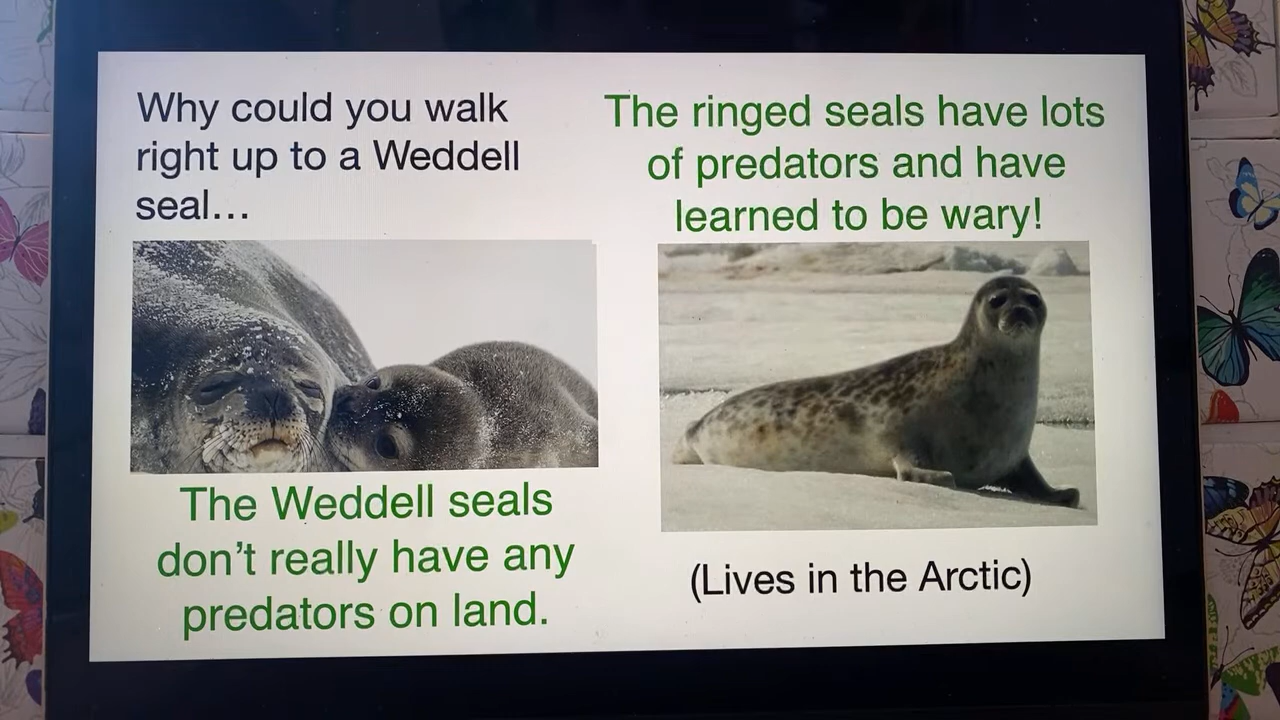 Why could you walk
right up to a Weddell
seal...
The Weddell seals
don't really have any
predators on land.
The ringed seals have lots
of predators and have
learned to be wary!
(Lives in the Arctic)